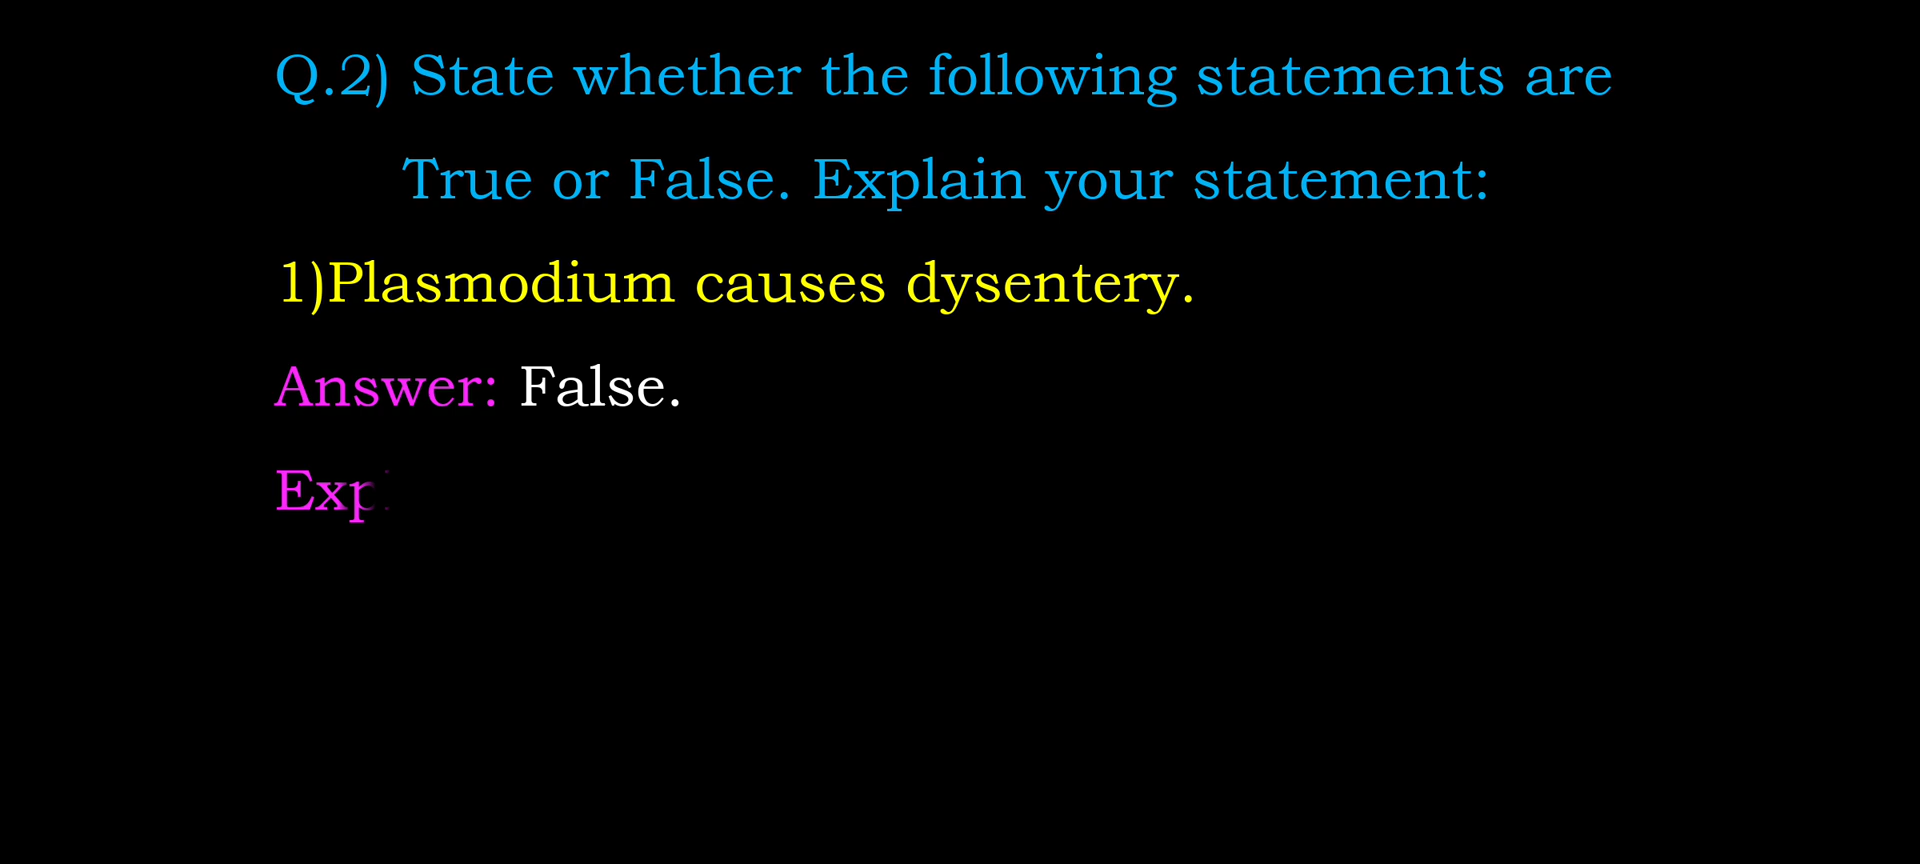 Q.2) State whether the following statements are
True or False. Explain your statement:
1)Plasmodium causes dysentery.
Answer: False.
Exp